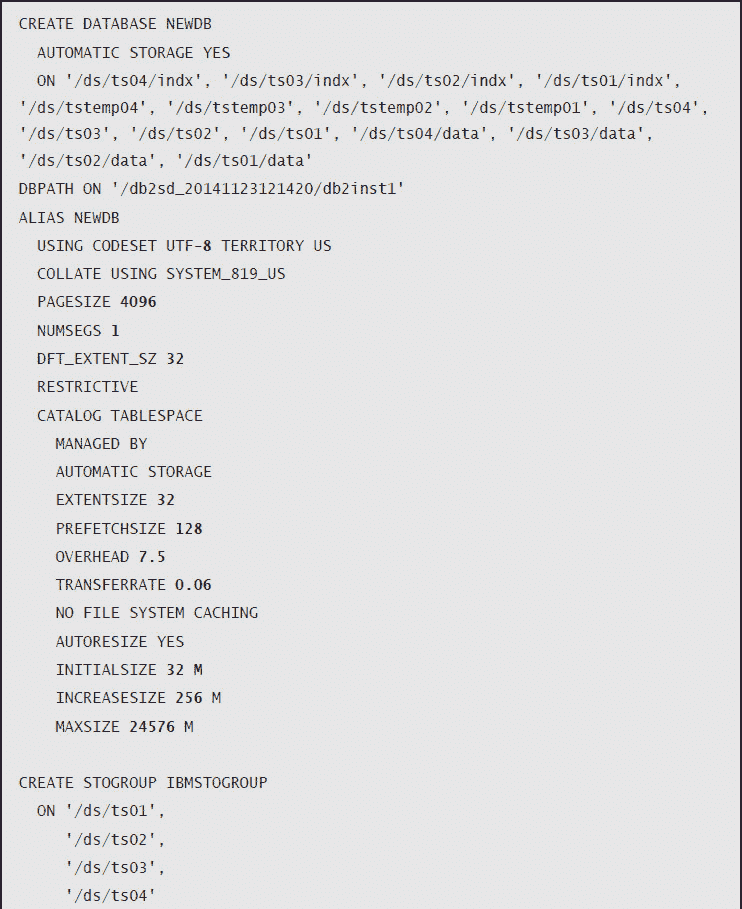 CREATE DATABASE NEWDB
AUTOMATIC STORAGE YES
ON '/ds/ts04/indx', '/ds/ts03/indx', '/ds/ts02/indx', '/ds/ts01/indx',
'/ds/tstemp04', '/ds/tstemp03', '/ds/tstemp02', '/ds/tstemp01', '/ds/ts04',
'/ds/ts03', '/ds/ts02', '/ds/ts01', '/ds/ts04/data', '/ds/ts03/data',
'/ds/ts02/data', '/ds/ts01/data'
DBPATH ON '/db2sd_20141123121420/db2inst1'
ALIAS NEWDB
USING CODESET UTF-8 TERRITORY US
COLLATE USING SYSTEM_819_US
PAGESIZE 4096
NUMSEGS 1
DFT_EXTENT_SZ 32
RESTRICTIVE
CATALOG TABLESPACE
MANAGED BY
AUTOMATIC STORAGE
EXTENTSIZE 32
PREFETCHSIZE 128
OVERHEAD 7.5
TRANSFERRATE 0.06
NO FILE SYSTEM CACHING
AUTORESIZE YES
INITIALSIZE 32 M
INCREASESIZE 256 M
MAXSIZE 24576 M
CREATE STOGROUP IBMSTOGROUP
ON '/ds/ts01',
'/ds/ts02',
'/ds/ts03',
'/ds/ts04'